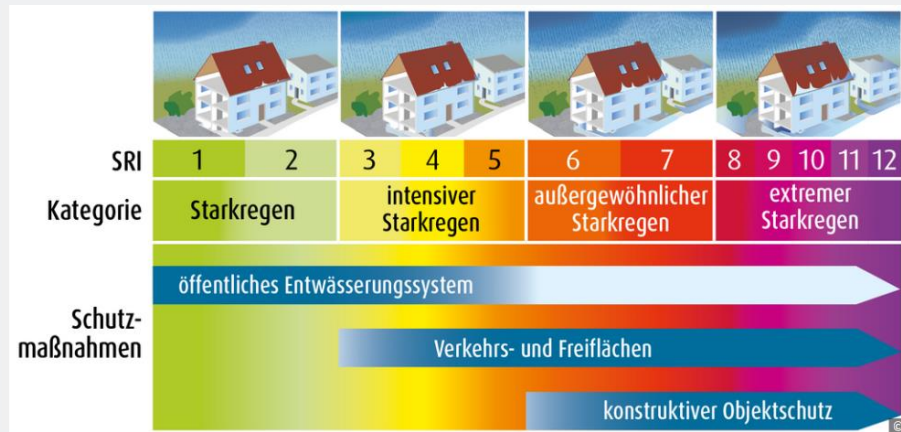 SRI 1 2 3 4 5 6 7 8 9 10 11 12
Kategorie
Starkregen
intensiver
Starkregen
außergewöhnlicher
Starkregen
extremer
Starkregen
Schutz-
maßnahmen
öffentliches Entwässerungssystem
Verkehrs- und Freiflächen
konstruktiver Objektschutz
©